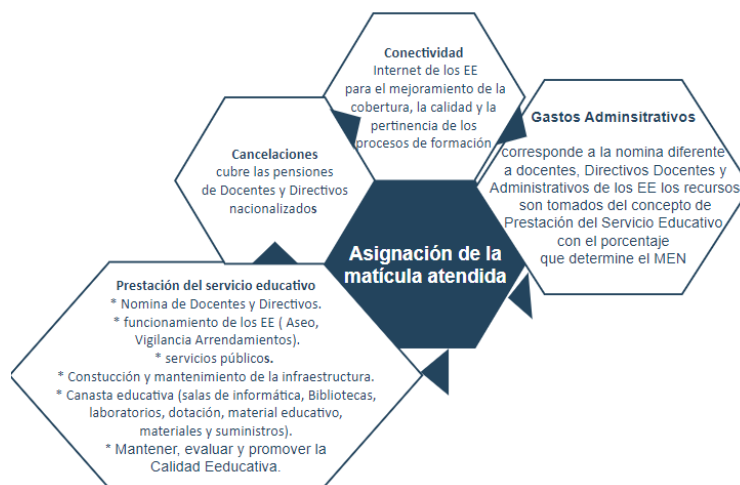 Conectividad
Internet de los EE
para el mejoramiento de la
cobertura, la calidad y la
pertinencia de los
procesos de formación
Gastos Adminsitrativos
corresponde a la nomina diferente
a docentes, Directivos Docentes y
Administrativos de los EE los recursos
son tomados del concepto de
Prestación del Servicio Educativo
con el porcentaje
que determine el MEN
Cancelaciones
cubre las pensiones
de Docentes y Directivos
nacionalizados
Asignación de la
matícula atendida
Prestación del servicio educativo
* Nomina de Docentes y Directivos.
* funcionamiento de los EE ( Aseo,
Vigilancia Arrendamientos).
* servicios públicos.
* Constucción y mantenimiento de la infraestructura.
* Canasta educativa (salas de informática, Bibliotecas,
laboratorios, dotación, material educativo,
materiales y suministros).
* Mantener, evaluar y promover la
Calidad Eeducativa.